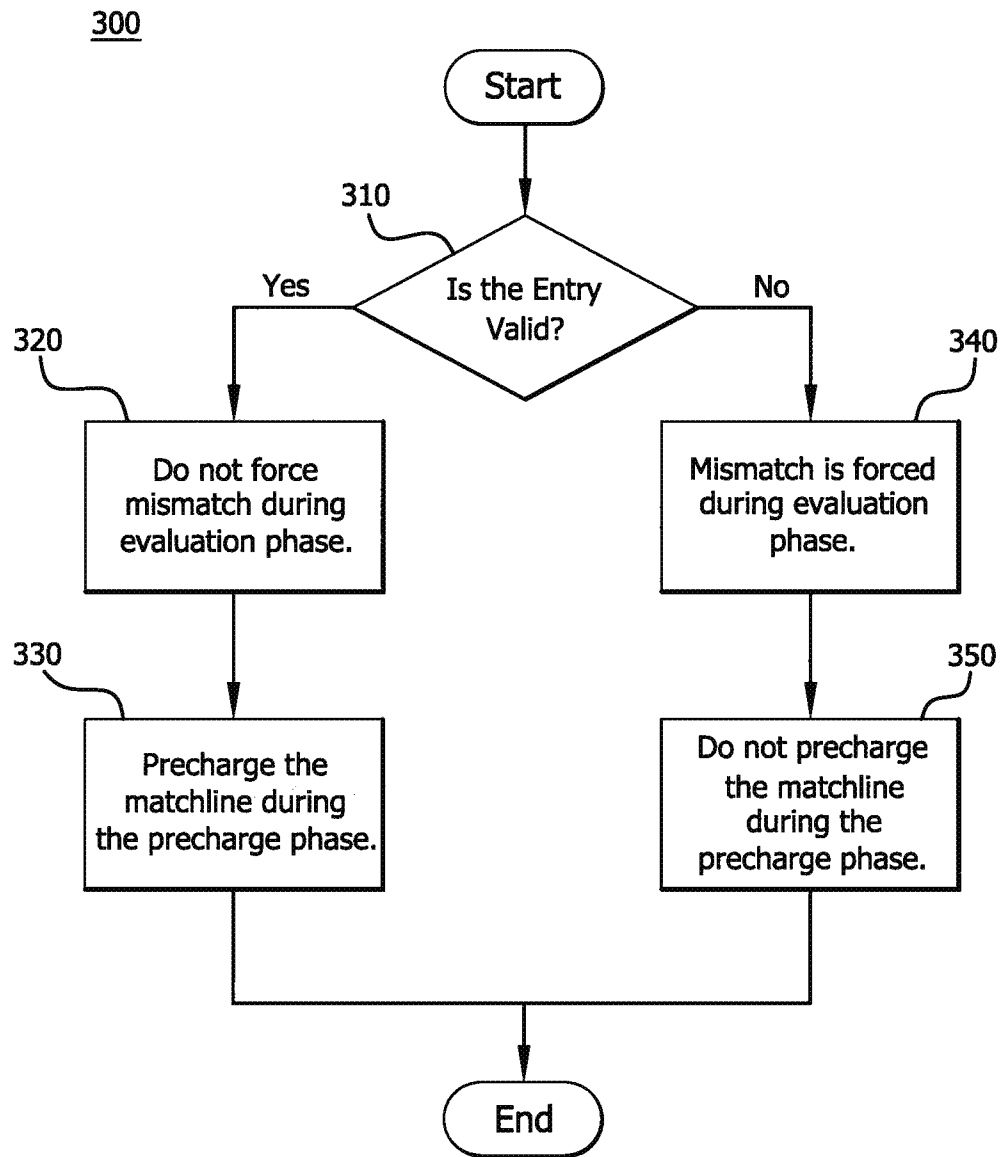 300
Start
310
Is the Entry
Valid?
Yes
No
320
Do not force
mismatch during
evaluation phase.
340
Mismatch is forced
during evaluation
phase.
330
Precharge the
matchline during
the precharge phase.
350
Do not precharge
the matchline
during the
precharge phase.
End